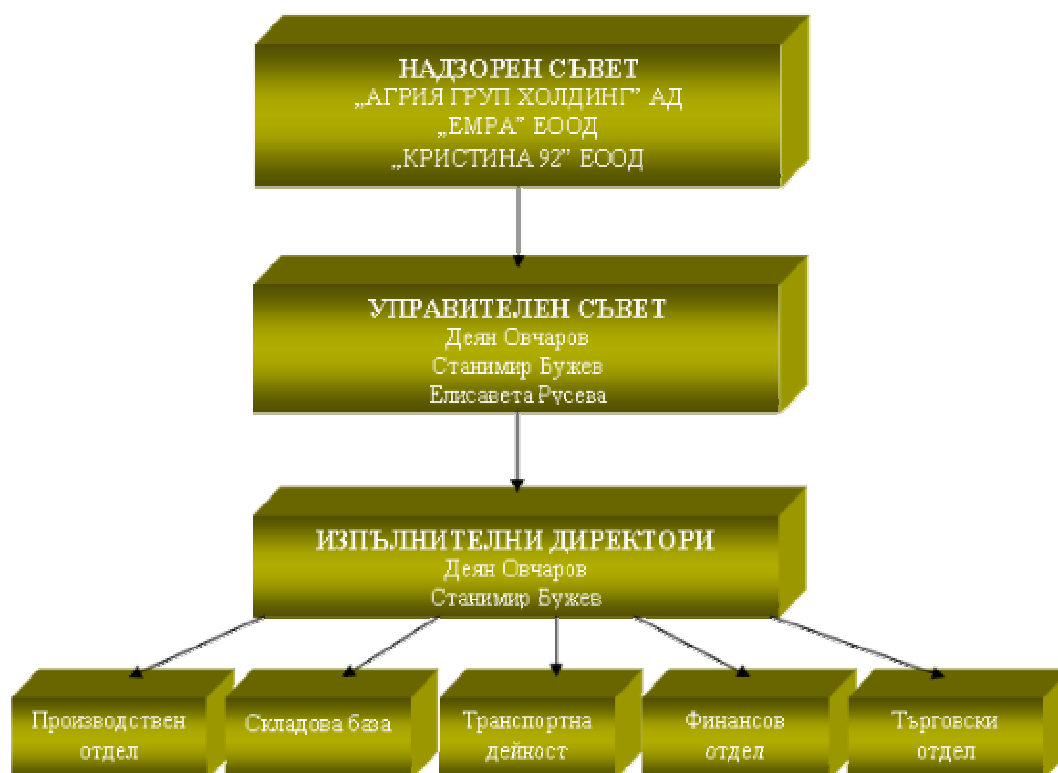 НАДЗОРЕН СЪВЕТ
„АГРИЯ ГРУП ХОЛДИНГ” АД
„ЕМРА” ЕООД
„КРИСТИНА 92” ЕООД
УПРАВИТЕЛЕН СЪВЕТ
Деян Овчаров
Станимир Бужев
Елисавета Русева
ИЗПЪЛНИТЕЛНИ ДИРЕКТОРИ
Деян Овчаров
Станимир Бужев
Производствен
отдел
Складова база
Транспортна
дейност
Финансов
отдел
Търговски
отдел